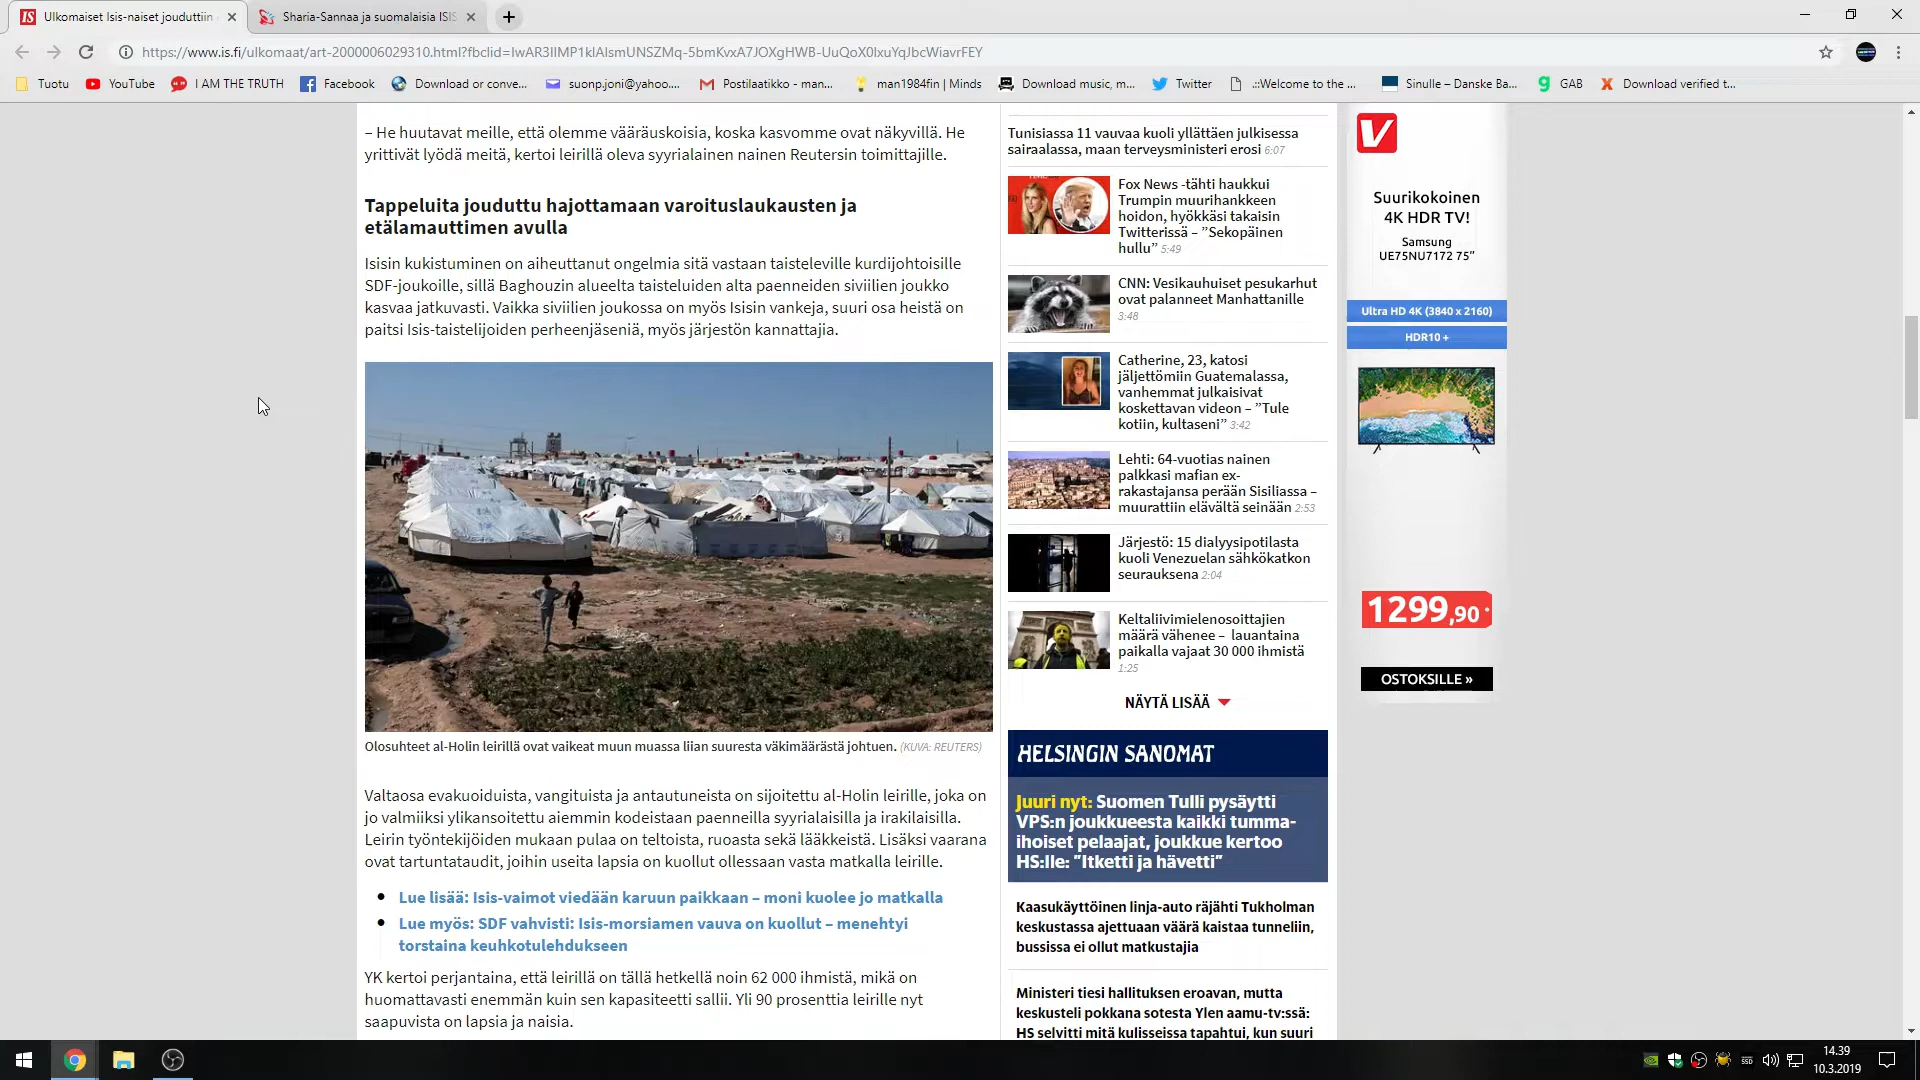 Ulkomaiset Isis-naiset jouduttiin
Sharia-Sannaa ja suomalaisia ISIS
https://www.is.fi/ulkomaat/art-2000006029310.html?fbclid=IwAR3IlMP1klAIsmUNSZMq-5bmKvxA7JOXgHWB-UuQoX0lxuYqJbcWiavrFEY
Tuotu
YouTube
I AM THE TRUTH
Facebook
Download or conve...
suonp.joni@yahoo....
Postilaatikko - man...
man1984fin | Minds
Download music, m...
Twitter
.::Welcome to the ...
Sinulle – Danske Ba...
GAB
Download verified t...
– He huutavat meille, että olemme vääräuskoisia, koska kasvomme ovat näkyvillä. He
yrittivät lyödä meitä, kertoi leirillä oleva syyrialainen nainen Reutersin toimittajille.
Tappeluita jouduttu hajottamaan varoituslaukausten ja
etälamauttimen avulla
Isisin kukistuminen on aiheuttanut ongelmia sitä vastaan taisteleville kurdijohtoisille
SDF-joukoille, sillä Baghouzin alueelta taisteluiden alta paenneiden siviilien joukko
kasvaa jatkuvasti. Vaikka siviilien joukossa on myös Isisin vankeja, suuri osa heistä on
paitsi Isis-taistelijoiden perheenjäseniä, myös järjestön kannattajia.
Olosuhteet al-Holin leirillä ovat vaikeat muun muassa liian suuresta väkimäärästä johtuen. (KUVA: REUTERS)
Valtaosa evakuoiduista, vangituista ja antautuneista on sijoitettu al-Holin leirille, joka on
jo valmiiksi ylikansoitettu aiemmin kodeistaan paenneilla syyrialaisilla ja irakilaisilla.
Leirin työntekijöiden mukaan pulaa on teltoista, ruoasta sekä lääkkeistä. Lisäksi vaarana
ovat tartuntataudit, joihin useita lapsia on kuollut ollessaan vasta matkalla leirille.
• Lue lisää: Isis-vaimot viedään karuun paikkaan – moni kuolee jo matkalla
• Lue myös: SDF vahvisti: Isis-morsiamen vauva on kuollut – menehtyi
torstaina keuhkotulehdukseen
YK kertoi perjantaina, että leirillä on tällä hetkellä noin 62 000 ihmistä, mikä on
huomattavasti enemmän kuin sen kapasiteetti sallii. Yli 90 prosenttia leirille nyt
saapuvista on lapsia ja naisia.
Tunisiassa 11 vauvaa kuoli yllättäen julkisessa
sairaalassa, maan terveysministeri erosi 6:07
Fox News -tähti haukkui
Trumpin muurihankkeen
hoidon, hyökkäsi takaisin
Twitterissä – ”Sekopäinen
hullu” 5:49
CNN: Vesikauhuiset pesukarhut
ovat palanneet Manhattanille
3:48
Catherine, 23, katosi
jäljettömiin Guatemalassa,
vanhemmat julkaisivat
koskettavan videon – ”Tule
kotiin, kultaseni” 3:42
Lehti: 64-vuotias nainen
palkkasi mafian ex-
rakastajansa perään Sisiliassa –
muurattiin elävältä seinään 2:53
Järjestö: 15 dialyysipotilasta
kuoli Venezuelan sähkökatkon
seurauksena 2:04
Keltaliivimielenosoittajien
määrä vähenee – lauantaina
paikalla vajaat 30 000 ihmistä
1:25
NÄYTÄ LISÄÄ
HELSINGIN SANOMAT
Juuri nyt: Suomen Tulli pysäytti
VPS:n joukkueesta kaikki tumma-
ihoiset pelaajat, joukkue kertoo
HS:lle: ”Itketti ja hävetti”
Kaasukäyttöinen linja-auto räjähti Tukholman
keskustassa ajettuaan väärä kaistaa tunneliin,
bussissa ei ollut matkustajia
Ministeri tiesi hallituksen eroavan, mutta
keskusteli pokkana sotesta Ylen aamu-tv:ssä:
HS selvitti mitä kulisseissa tapahtui, kun suuri
V
Suurikokoinen
4K HDR TV!
Samsung
UE75NU7172 75”
Ultra HD 4K (3840 x 2160)
HDR10 +
1299,90
OSTOKSILLE »
14.39
10.3.2019